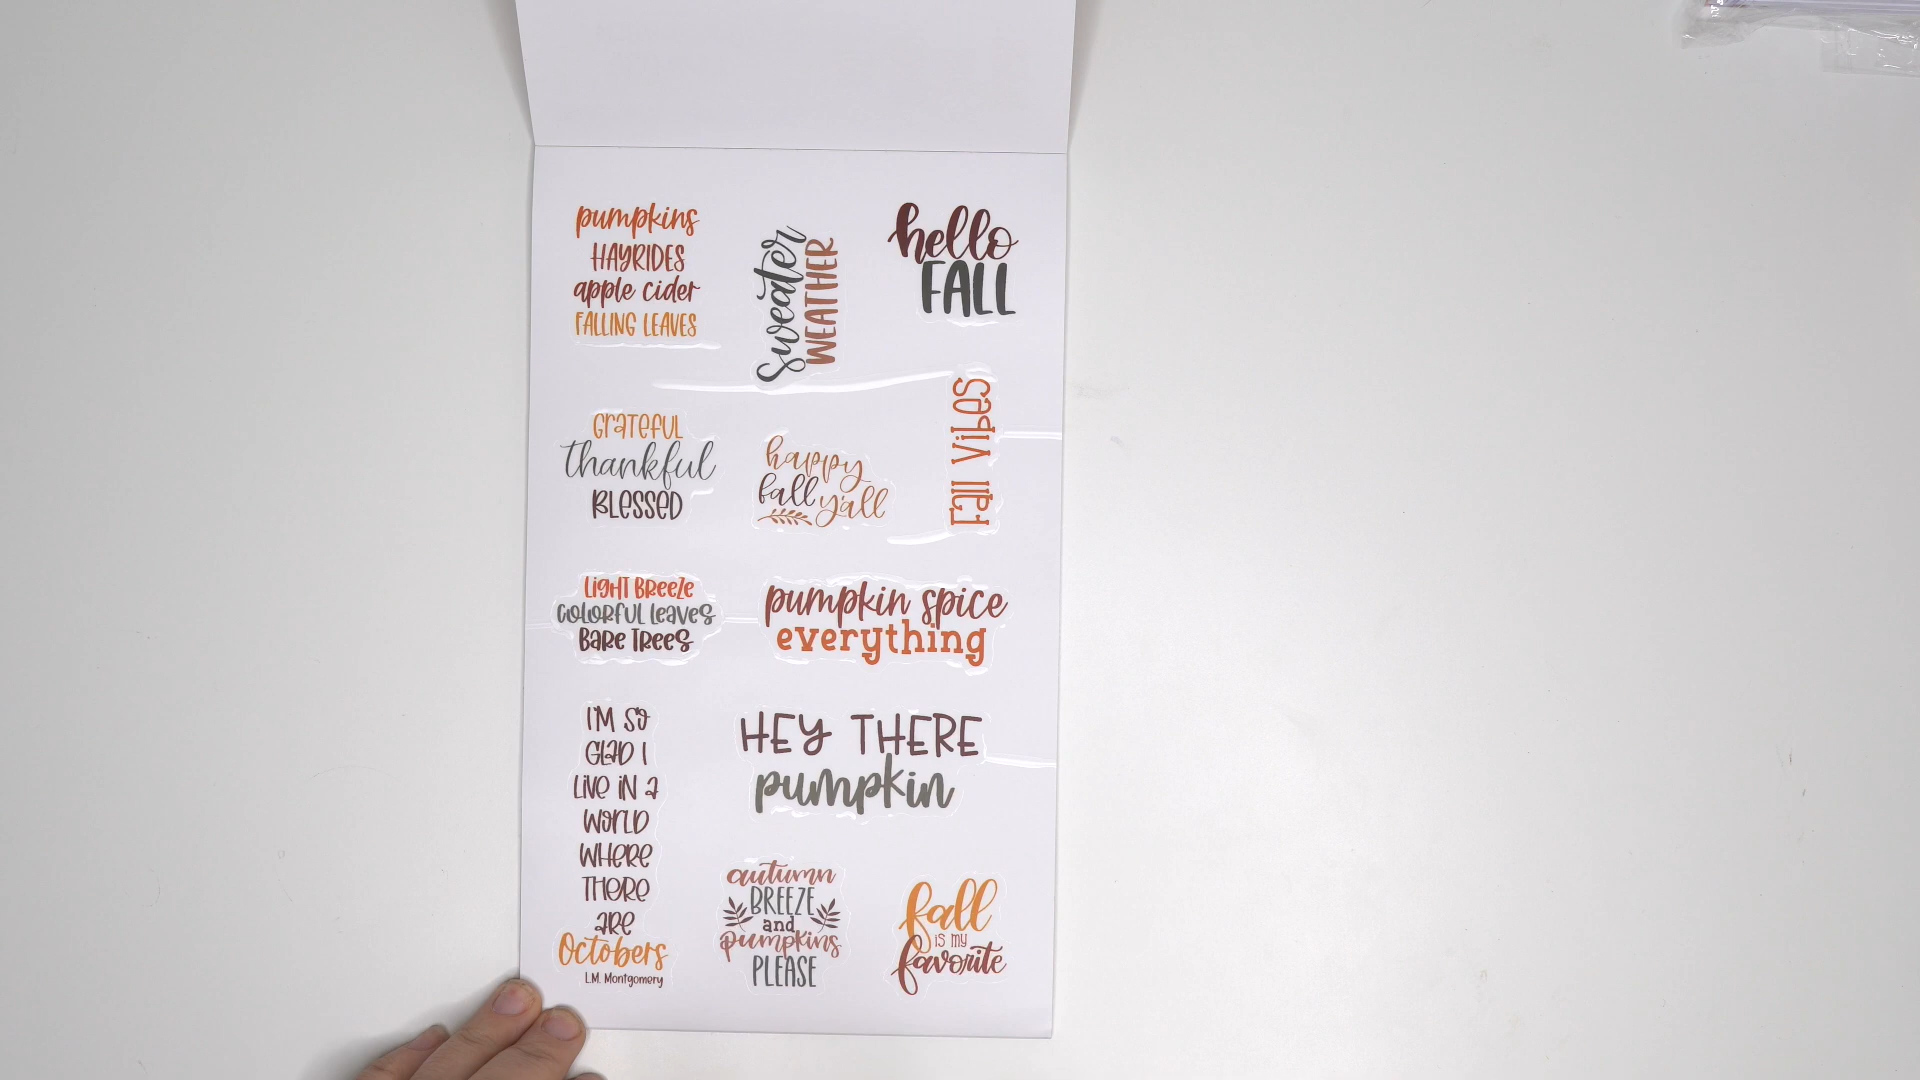 pumpkins
HAYRIDES
apple cider
FALLING LEAVES
Sweater
WEATHER
hello
FALL
GRATEFUL
thankful
BLESSED
happy
fall y'all
Fall Vibes
LIGHT BREEZE
COLORFUL LEAVES
BARE TREES
pumpkin spice
everything
I'M SO
GLAD I
LIVE IN A
WORLD
WHERE
THERE
ARE
Octobers
L.M. Montgomery
HEY THERE
pumpkin
autumn
BREEZE
and
pumpkins
PLEASE
fall
IS MY
favorite